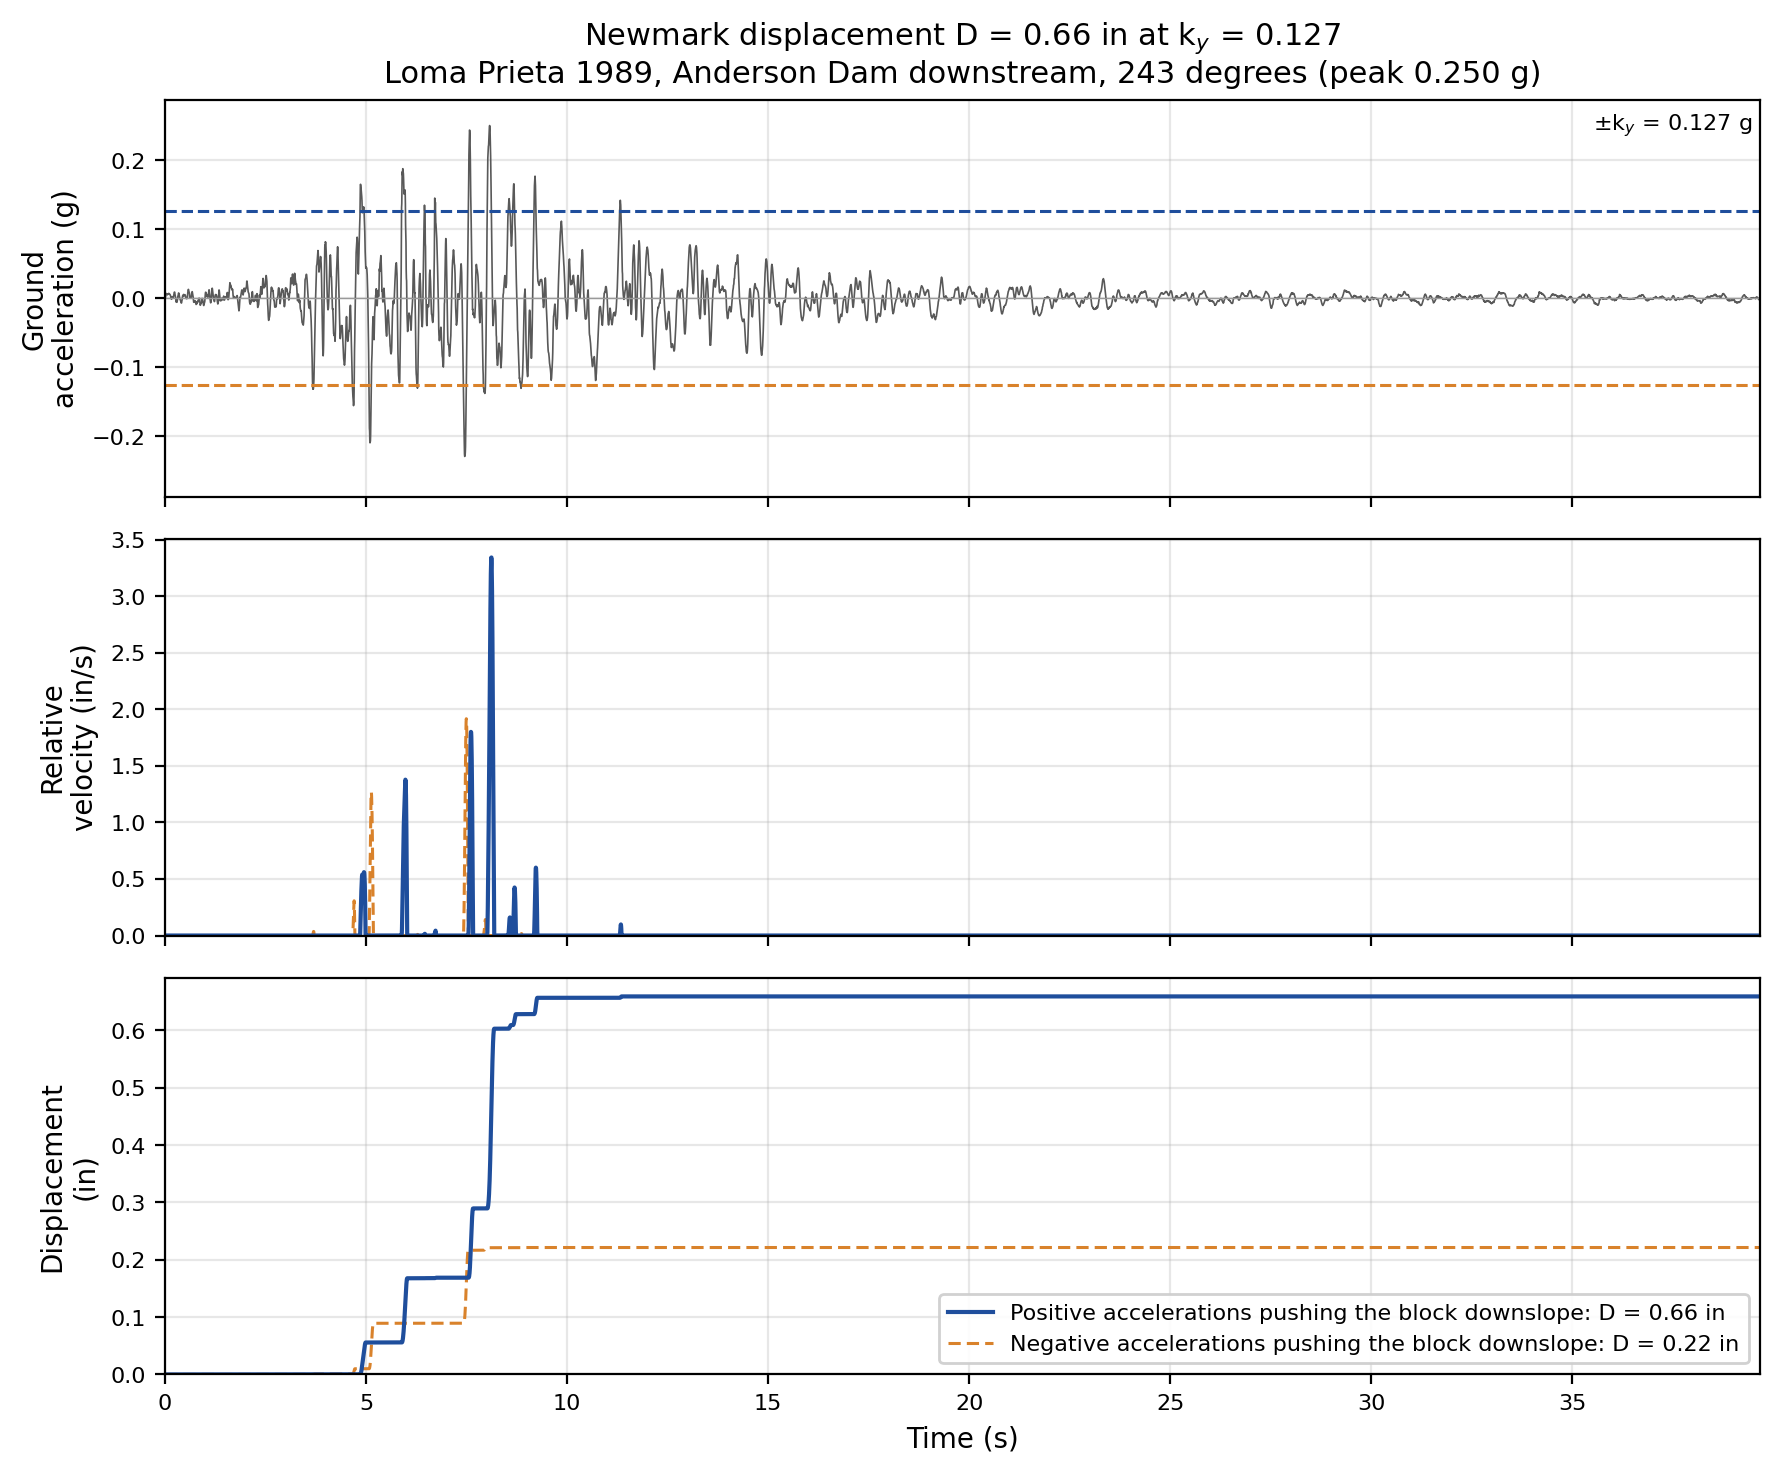 Newmark displacement D = 0.66 in at ky = 0.127
Loma Prieta 1989, Anderson Dam downstream, 243 degrees (peak 0.250 g)
±ky = 0.127 g
Ground
acceleration (g)
0.2
0.1
0.0
−0.1
−0.2
Relative
velocity (in/s)
3.5
3.0
2.5
2.0
1.5
1.0
0.5
0.0
Displacement
(in)
0.6
0.5
0.4
0.3
0.2
0.1
0.0
Positive accelerations pushing the block downslope: D = 0.66 in
Negative accelerations pushing the block downslope: D = 0.22 in
0 5 10 15 20 25 30 35
Time (s)